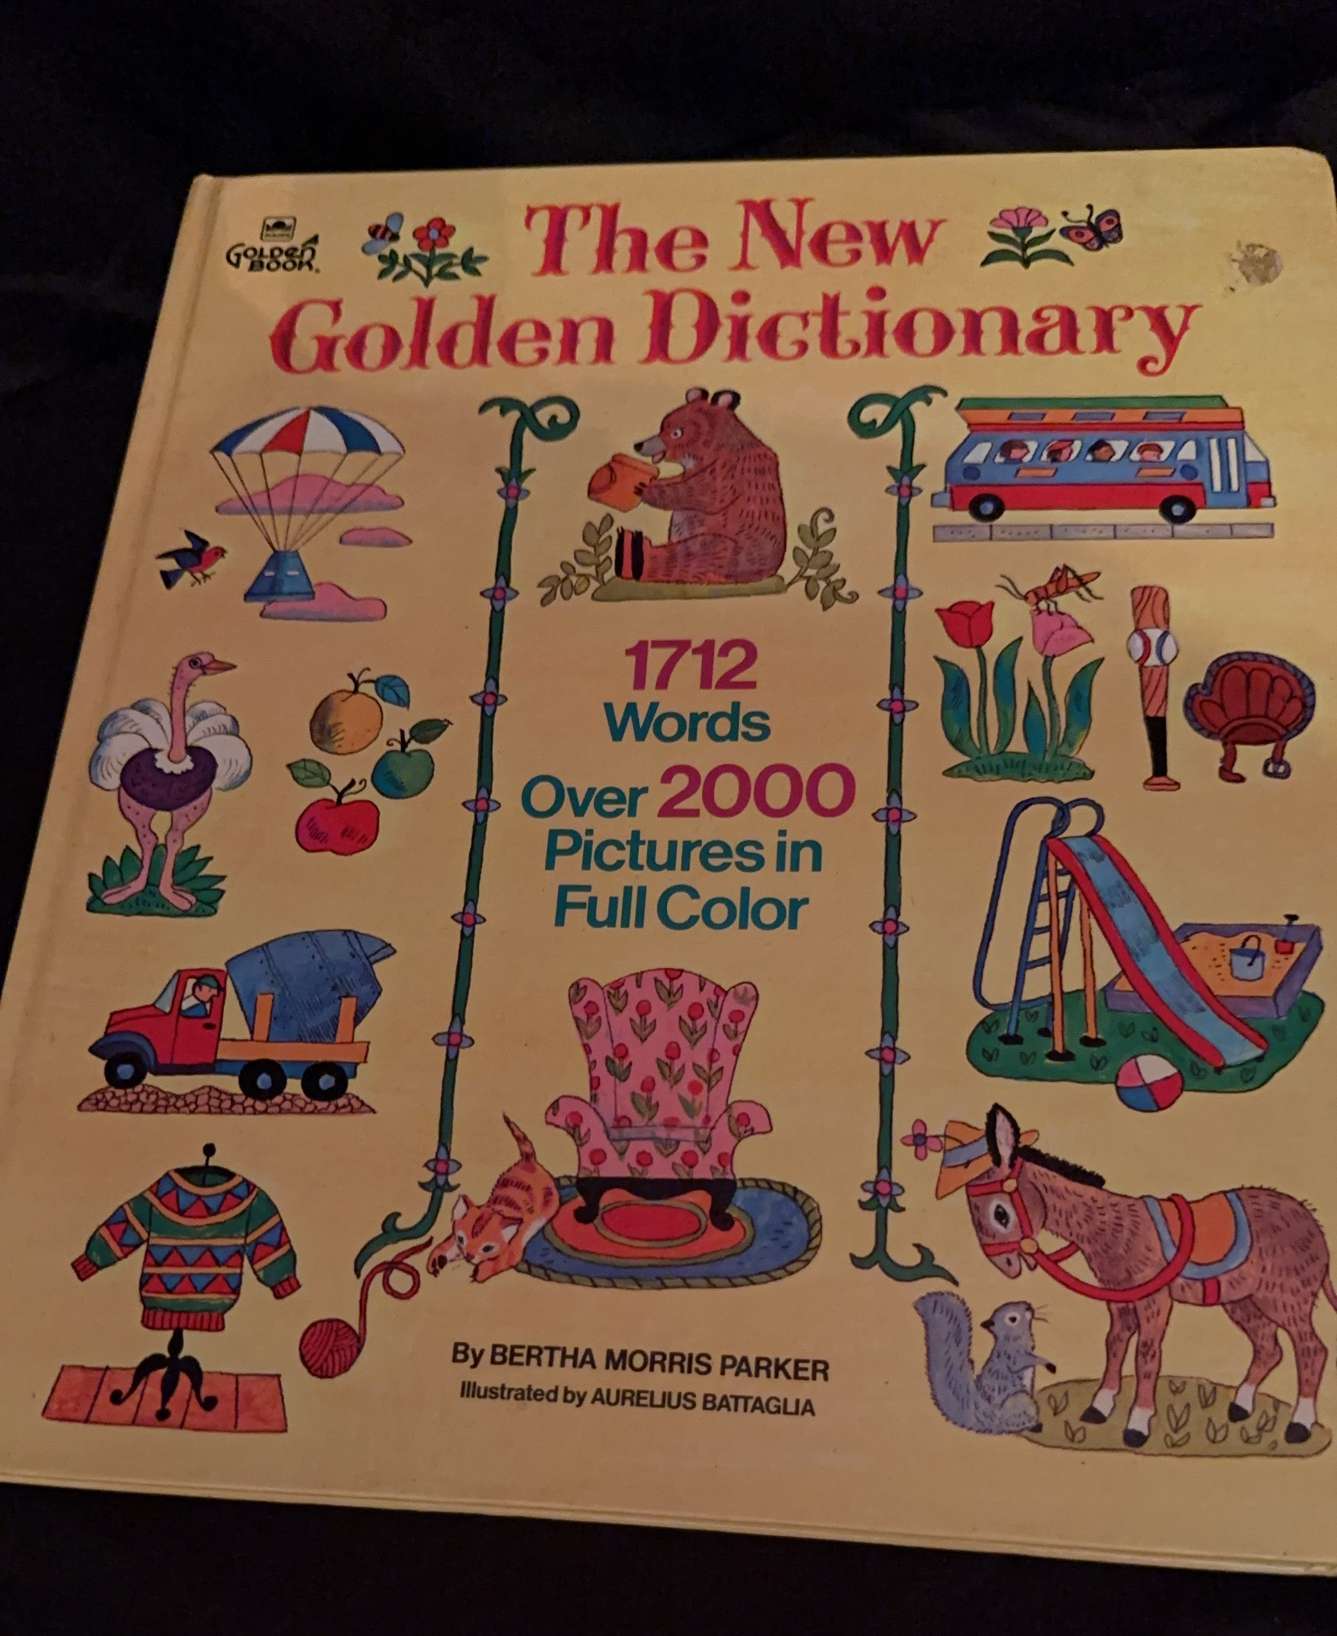 GOLDEN
BOOK®
The New
Golden Dictionary
1712
Words
Over 2000
Pictures in
Full Color
By BERTHA MORRIS PARKER
Illustrated by AURELIUS BATTAGLIA